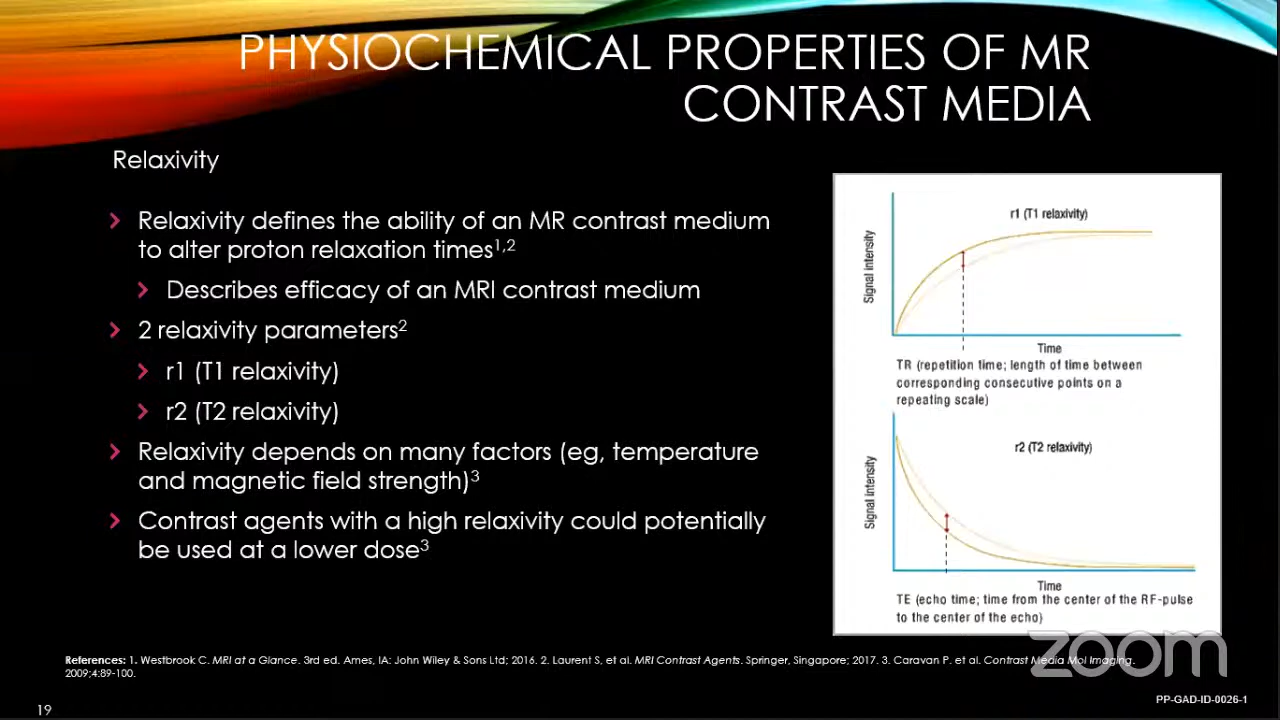 PHYSIOCHEMICAL PROPERTIES OF MR
CONTRAST MEDIA
Relaxivity
Relaxivity defines the ability of an MR contrast medium
to alter proton relaxation times1,2
Describes efficacy of an MRI contrast medium
2 relaxivity parameters2
r1 (T1 relaxivity)
r2 (T2 relaxivity)
Relaxivity depends on many factors (eg, temperature
and magnetic field strength)3
Contrast agents with a high relaxivity could potentially
be used at a lower dose3
r1 (T1 relaxivity)
Signal intensity
Time
TR (repetition time; length of time between
corresponding consecutive points on a
repeating scale)
r2 (T2 relaxivity)
Signal intensity
Time
TE (echo time; time from the center of the RF-pulse
to the center of the echo)
References: 1. Westbrook C. MRI at a Glance. 3rd ed. Ames, IA: John Wiley & Sons Ltd; 2016. 2. Laurent S, et al. MRI Contrast Agents. Springer, Singapore; 2017. 3. Caravan P. et al. Contrast Media Mol Imaging.
2009;4:89-100.
zoom
PP-GAD-ID-0026-1
19